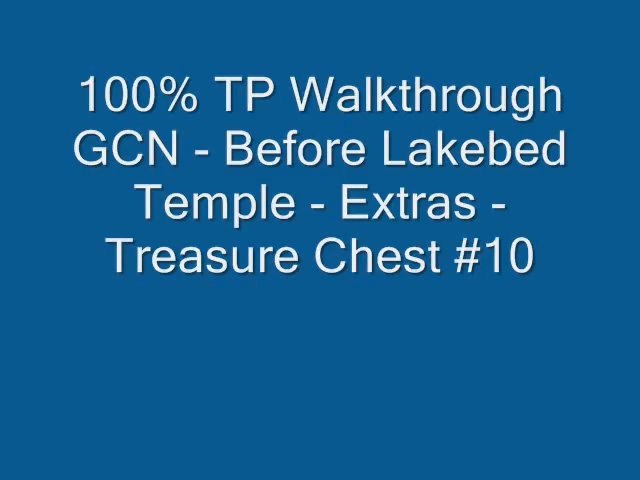 100% TP Walkthrough
GCN - Before Lakebed
Temple - Extras -
Treasure Chest #10